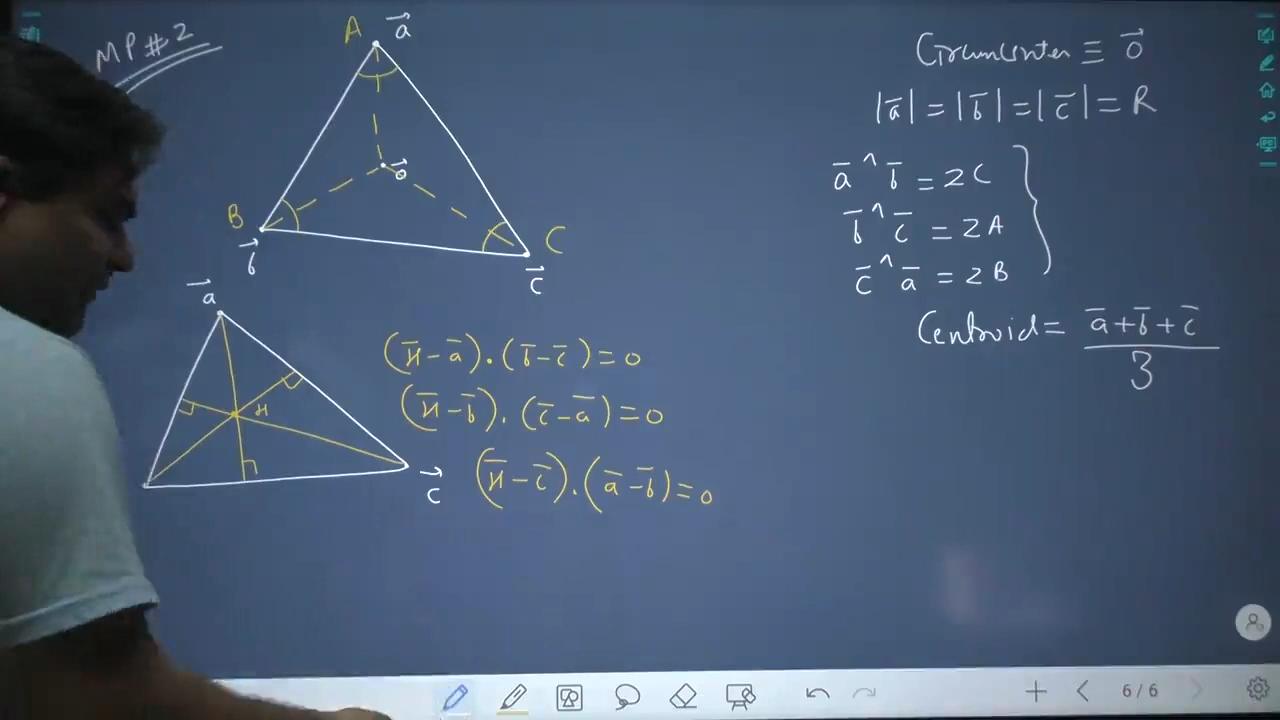 MP#2
A a⃗
o⃗
B
b⃗
C
c⃗
Circumcenter ≡ o⃗
|a̅| = |b̅| = |c̅| = R
a̅ ^ b̅ = 2C
b̅ ^ c̅ = 2A
c̅ ^ a̅ = 2B
Centroid = (a̅+b̅+c̅)/3
a⃗
H
c⃗
(H̅-a̅).(b̅-c̅)=0
(H̅-b̅).(c̅-a̅)=0
(H̅-c̅).(a̅-b̅)=0
6/6